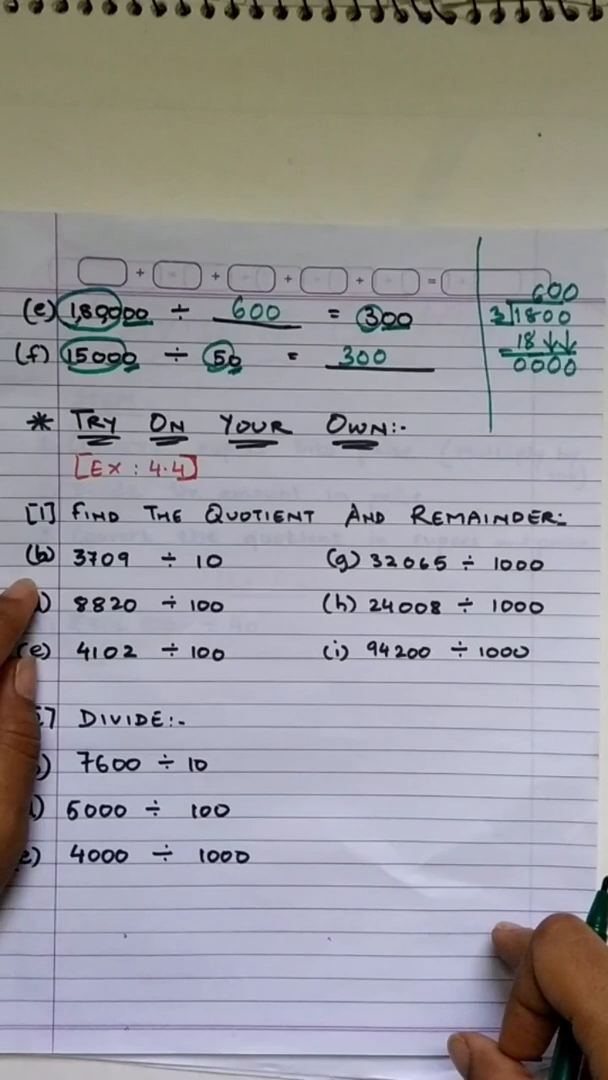 + + + + =
(e) 1,80000 ÷ 600 = 300
(f) 15000 ÷ 50 = 300
600
3 1800
18
0000
* TRY ON YOUR OWN:-
[Ex : 4.4]
[1] FIND THE QUOTIENT AND REMAINDER:-
(b) 3709 ÷ 10 (g) 32065 ÷ 1000
) 8820 ÷ 100 (h) 24008 ÷ 1000
(e) 4102 ÷ 100 (i) 94200 ÷ 1000
] DIVIDE:-
) 7600 ÷ 10
) 5000 ÷ 100
e) 4000 ÷ 1000